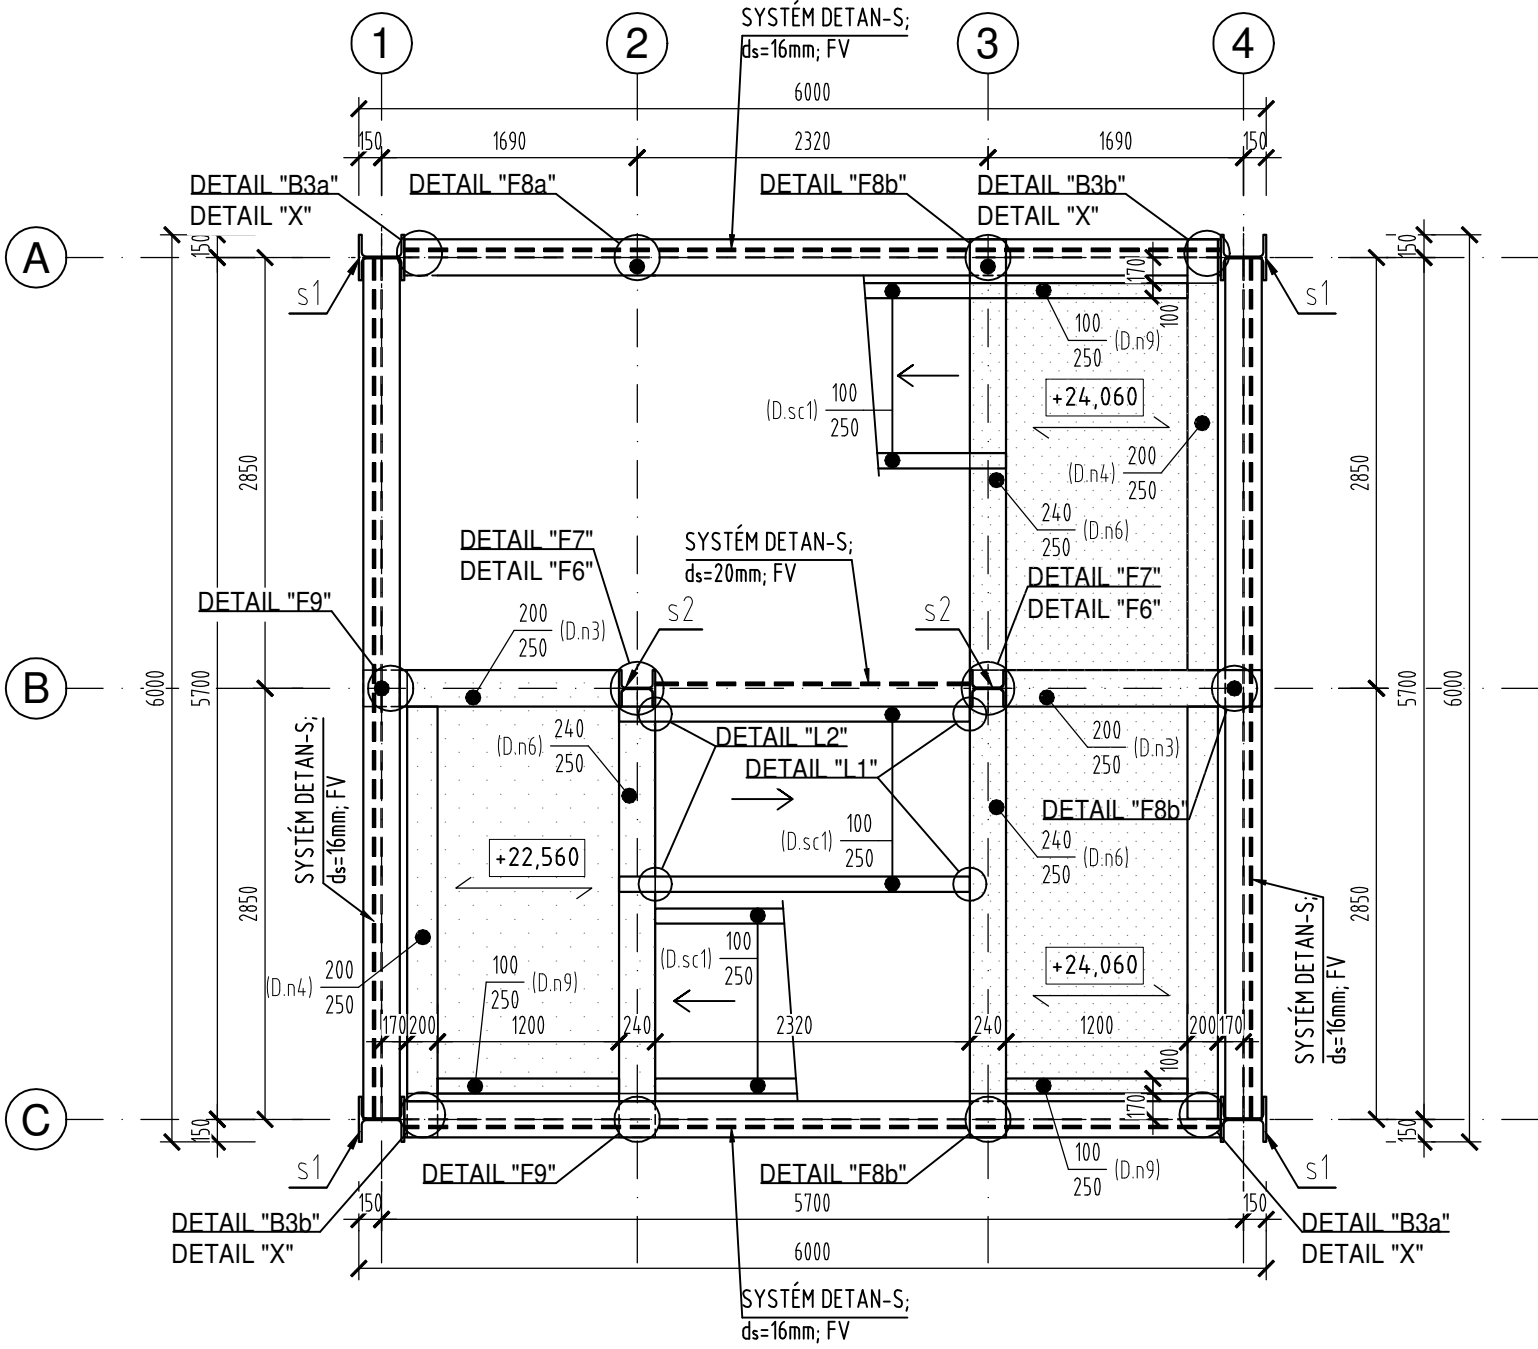 SYSTÉM DETAN-S;
ds=16mm; FV
1
2
3
4
6000
150
1690
2320
1690
150
DETAIL "B3a"
DETAIL "X"
DETAIL "F8a"
DETAIL "F8b"
DETAIL "B3b"
DETAIL "X"
A
150
150
170
100
s1
s1
100
250
(D.n9)
+24,060
(D.sc1)
100
250
2850
2850
(D.n4)
200
250
240
250
(D.n6)
DETAIL "F7"
DETAIL "F6"
SYSTÉM DETAN-S;
ds=20mm; FV
DETAIL "F7"
DETAIL "F6"
DETAIL "F9"
200
250
(D.n3)
s2
s2
B
6000
5700
5700
6000
(D.n6)
240
250
DETAIL "L2"
DETAIL "L1"
200
250
(D.n3)
DETAIL "F8b"
SYSTÉM DETAN-S;
ds=16mm; FV
(D.sc1)
100
250
240
250
(D.n6)
+22,560
2850
2850
SYSTÉM DETAN-S;
ds=16mm; FV
(D.n4)
200
250
100
250
(D.n9)
(D.sc1)
100
250
+24,060
170
200
1200
240
2320
240
1200
200
170
100
170
C
150
150
s1
s1
DETAIL "F9"
DETAIL "F8b"
100
250
(D.n9)
150
5700
150
DETAIL "B3b"
DETAIL "X"
DETAIL "B3a"
DETAIL "X"
6000
SYSTÉM DETAN-S;
ds=16mm; FV